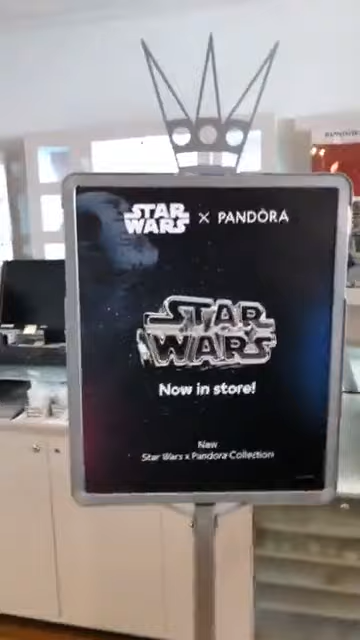 STAR WARS X PANDORA
STAR
WARS
Now in store!
New
Star Wars x Pandora Collection